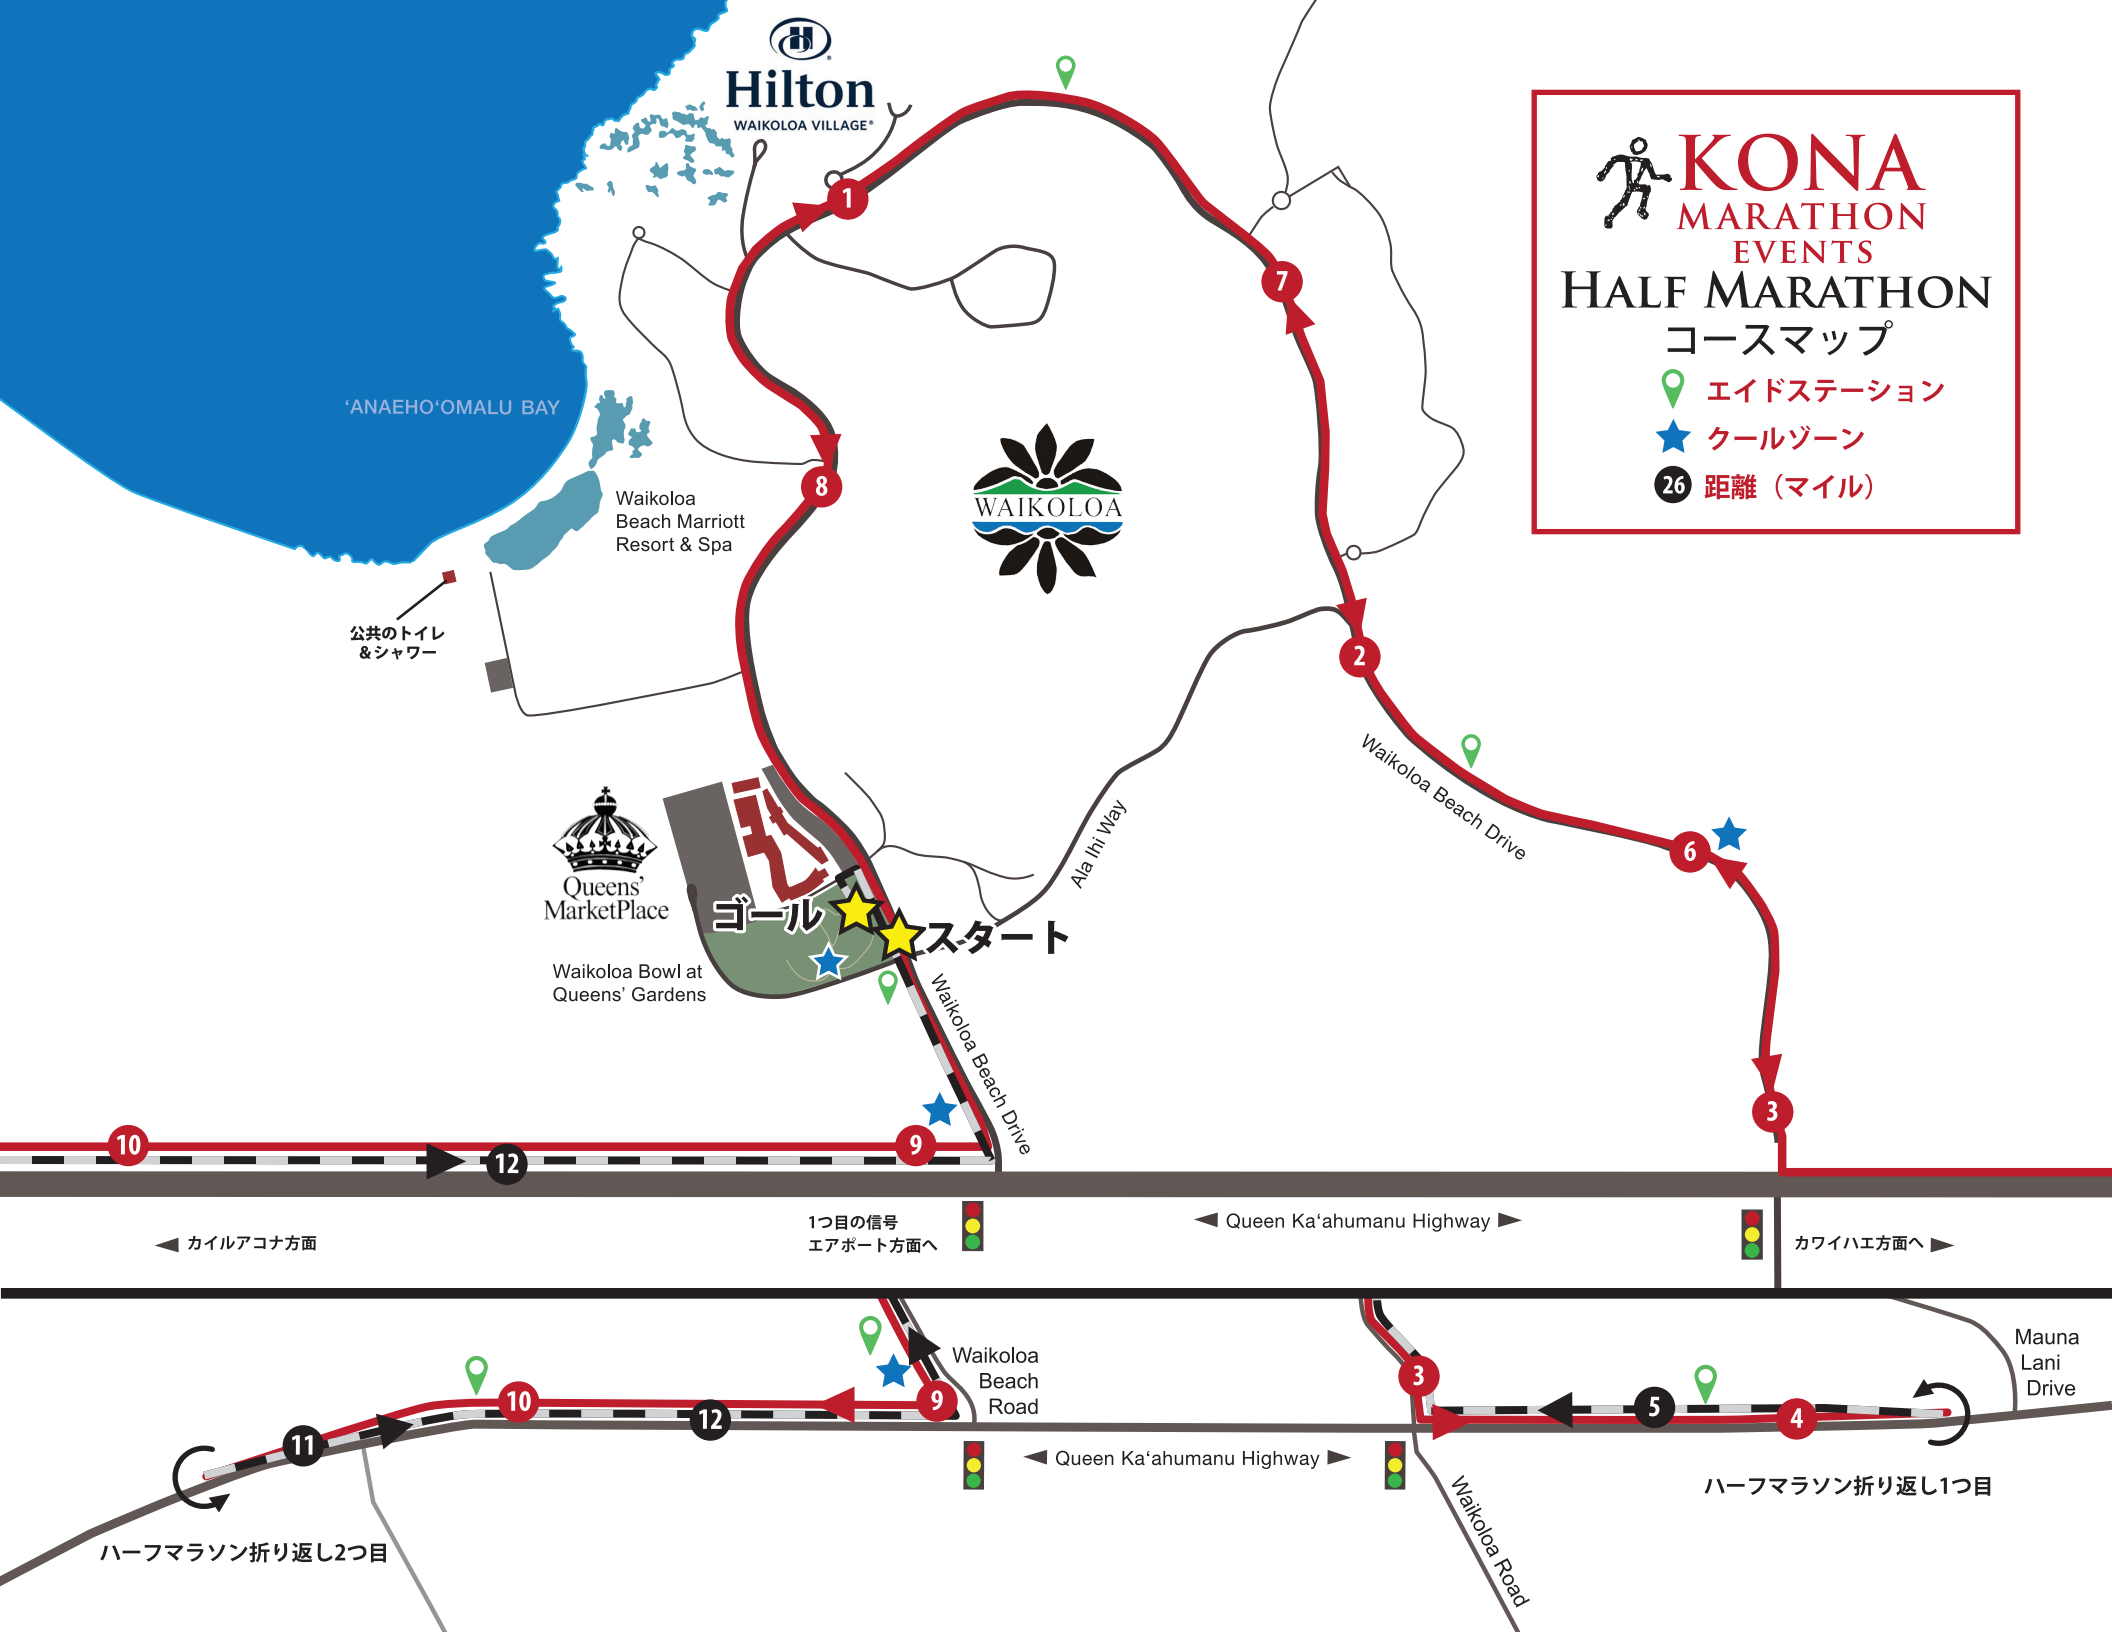 Hilton
WAIKOLOA VILLAGE®
1
7
8
2
6
3
KONA
MARATHON
EVENTS
HALF MARATHON
コースマップ
エイドステーション
クールゾーン
26 距離（マイル）
ʻANAEHOʻOMALU BAY
Waikoloa
Beach Marriott
Resort & Spa
公共のトイレ
&シャワー
WAIKOLOA
Waikoloa Beach Drive
Ala Ihi Way
Queens’
MarketPlace
ゴール
スタート
Waikoloa Bowl at
Queens’ Gardens
Waikoloa Beach Drive
10
9
12
カイルアコナ方面
1つ目の信号
エアポート方面へ
Queen Kaʻahumanu Highway
カワイハエ方面へ
Waikoloa
Beach
Road
10
9
12
11
3
5
4
Mauna
Lani
Drive
Queen Kaʻahumanu Highway
Waikoloa Road
ハーフマラソン折り返し1つ目
ハーフマラソン折り返し2つ目